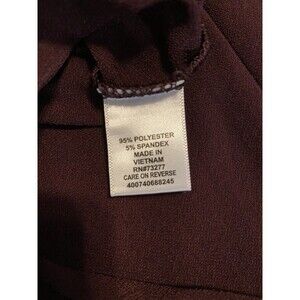 95% POLYESTER
5% SPANDEX
MADE IN
VIETNAM
RN#73277
CARE ON REVERSE
400740688245